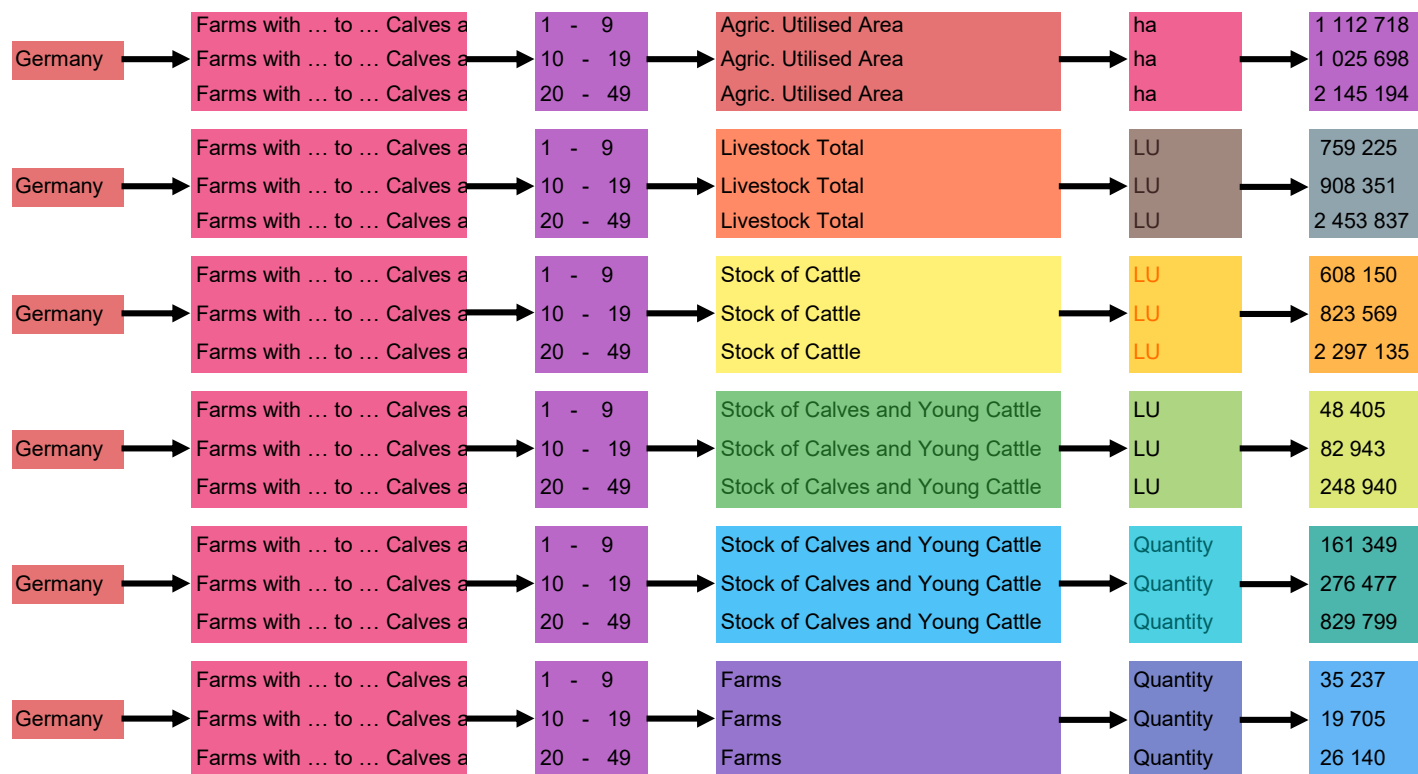 Farms with … to … Calves a 1 - 9 Agric. Utilised Area ha 1 112 718
Germany Farms with … to … Calves a 10 - 19 Agric. Utilised Area ha 1 025 698
Farms with … to … Calves a 20 - 49 Agric. Utilised Area ha 2 145 194
Farms with … to … Calves a 1 - 9 Livestock Total LU 759 225
Germany Farms with … to … Calves a 10 - 19 Livestock Total LU 908 351
Farms with … to … Calves a 20 - 49 Livestock Total LU 2 453 837
Farms with … to … Calves a 1 - 9 Stock of Cattle LU 608 150
Germany Farms with … to … Calves a 10 - 19 Stock of Cattle LU 823 569
Farms with … to … Calves a 20 - 49 Stock of Cattle LU 2 297 135
Farms with … to … Calves a 1 - 9 Stock of Calves and Young Cattle LU 48 405
Germany Farms with … to … Calves a 10 - 19 Stock of Calves and Young Cattle LU 82 943
Farms with … to … Calves a 20 - 49 Stock of Calves and Young Cattle LU 248 940
Farms with … to … Calves a 1 - 9 Stock of Calves and Young Cattle Quantity 161 349
Germany Farms with … to … Calves a 10 - 19 Stock of Calves and Young Cattle Quantity 276 477
Farms with … to … Calves a 20 - 49 Stock of Calves and Young Cattle Quantity 829 799
Farms with … to … Calves a 1 - 9 Farms Quantity 35 237
Germany Farms with … to … Calves a 10 - 19 Farms Quantity 19 705
Farms with … to … Calves a 20 - 49 Farms Quantity 26 140